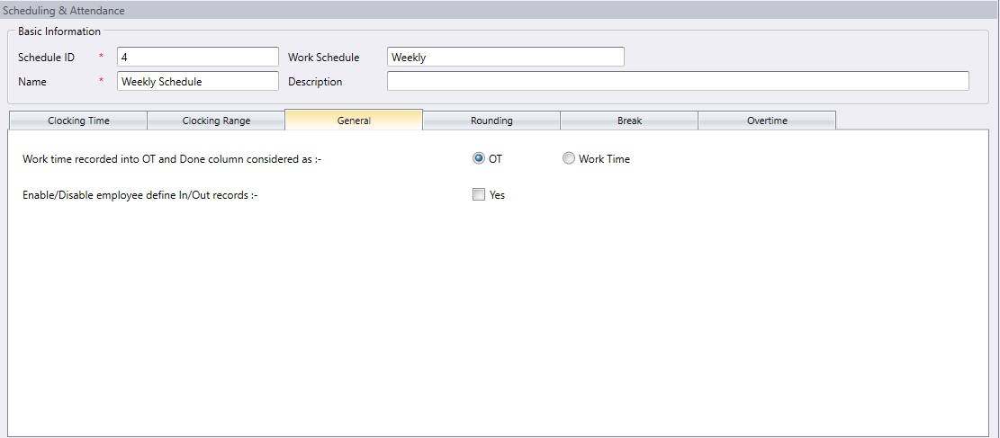 Scheduling & Attendance
Basic Information
Schedule ID * 4 Work Schedule Weekly
Name * Weekly Schedule Description
Clocking Time Clocking Range General Rounding Break Overtime
Work time recorded into OT and Done column considered as :- OT Work Time
Enable/Disable employee define In/Out records :- Yes